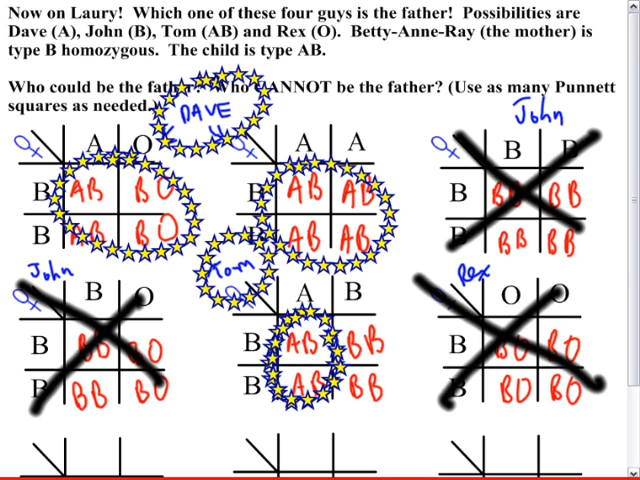 Now on Laury! Which one of these four guys is the father! Possibilities are
Dave (A), John (B), Tom (AB) and Rex (O). Betty-Anne-Ray (the mother) is
type B homozygous. The child is type AB.
Who could be the father? Who CANNOT be the father? (Use as many Punnett
squares as needed.)
DAVE
John
♀ A O
♀ A A
♀ B B
B AB BO
B AB AB
B BB BB
B AB BO
B AB AB
B BB BB
John
Tom
Rex
♀ B O
♀ A B
♀ O O
B BB BO
B AB BB
B BO BO
B BB BO
B AB BB
B BO BO